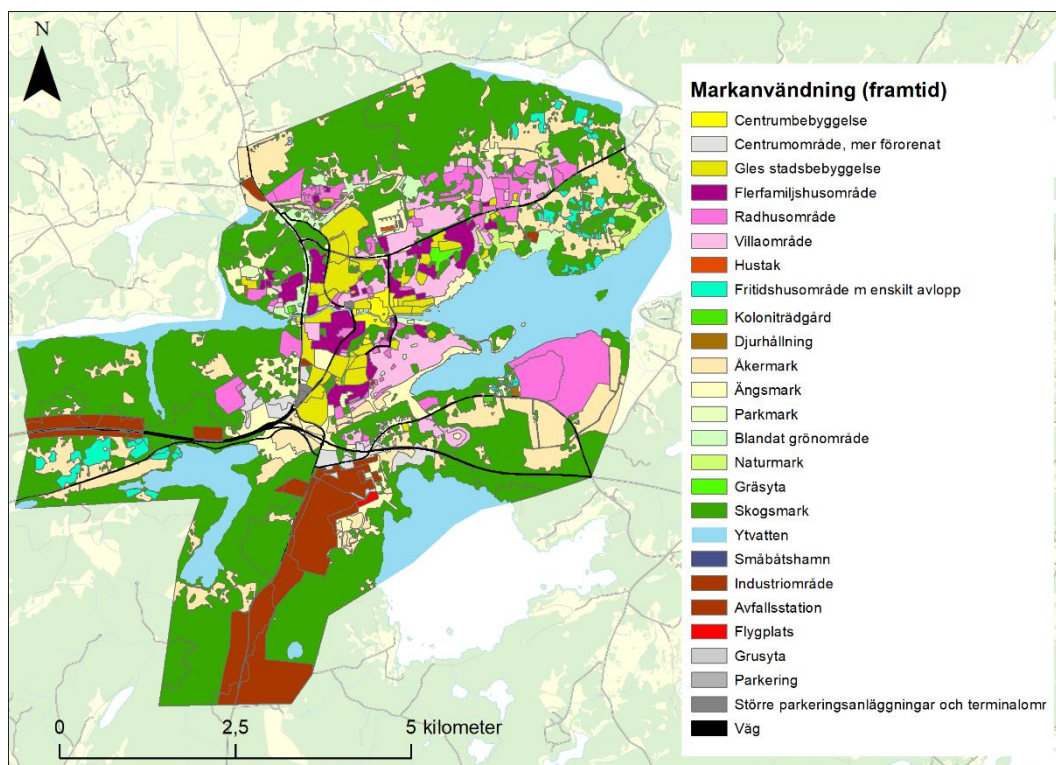 N
Markanvändning (framtid)
Centrumbebyggelse
Centrumområde, mer förorenat
Gles stadsbebyggelse
Flerfamiljshusområde
Radhusområde
Villaområde
Hustak
Fritidshusområde m enskilt avlopp
Koloniträdgård
Djurhållning
Åkermark
Ängsmark
Parkmark
Blandat grönområde
Naturmark
Gräsyta
Skogsmark
Ytvatten
Småbåtshamn
Industriområde
Avfallsstation
Flygplats
Grusyta
Parkering
Större parkeringsanläggningar och terminalomr
Väg
0 2,5 5 kilometer